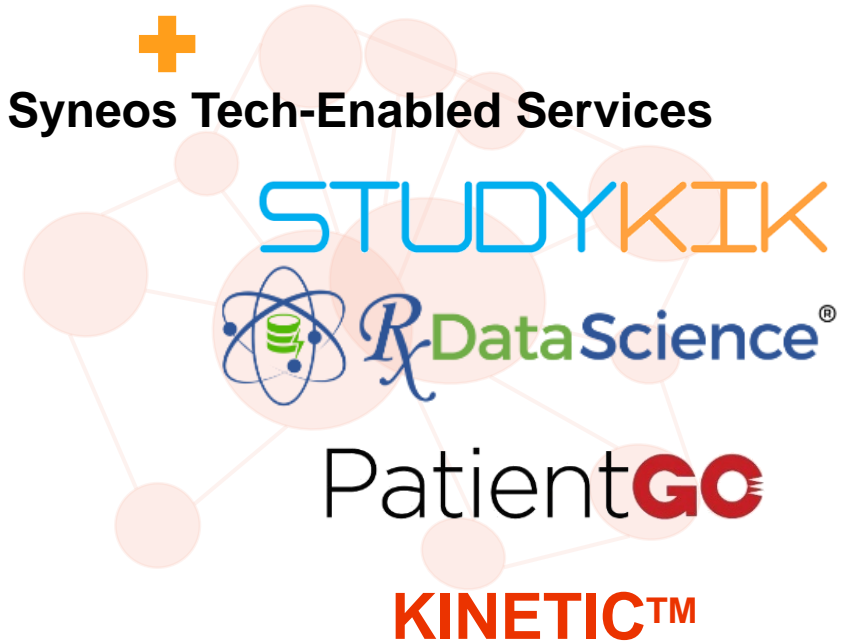 Syneos Tech-Enabled Services
STUDYKIK
RxDataScience®
PatientGO
KINETIC™